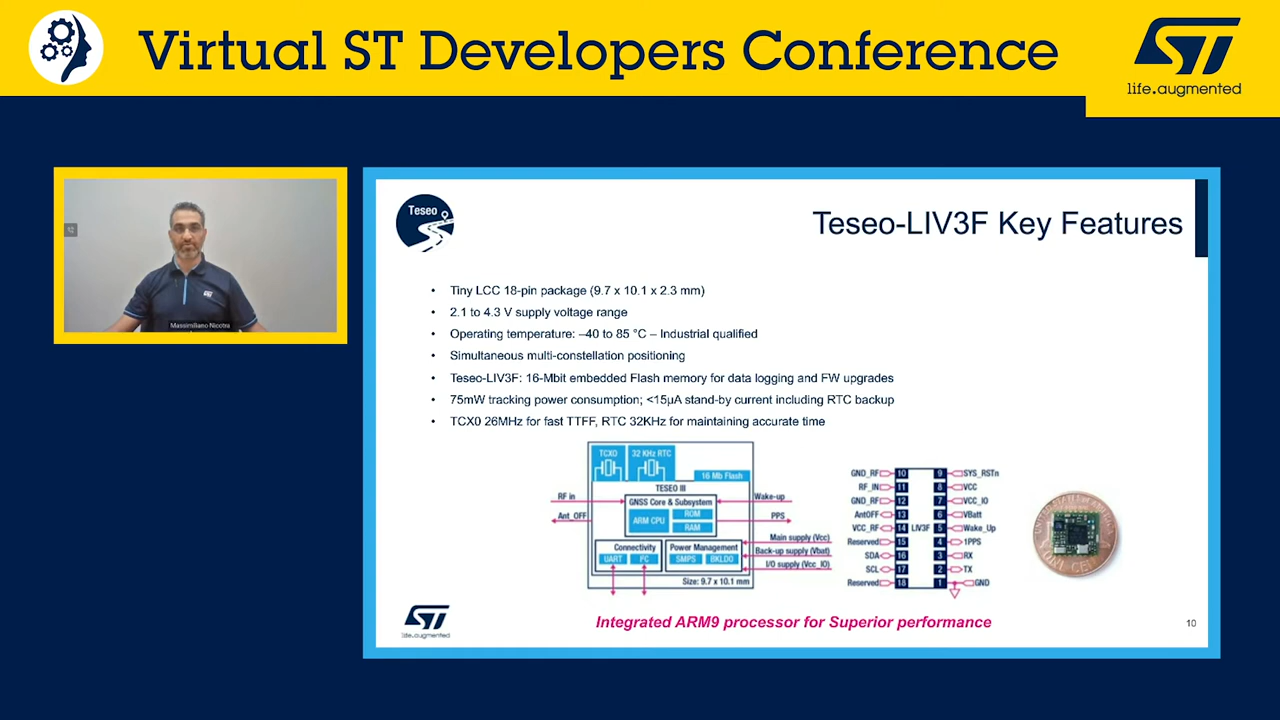 Virtual ST Developers Conference
ST
life.augmented
Massimiliano Nicotra
Teseo
Teseo-LIV3F Key Features
• Tiny LCC 18-pin package (9.7 x 10.1 x 2.3 mm)
• 2.1 to 4.3 V supply voltage range
• Operating temperature: –40 to 85 °C – Industrial qualified
• Simultaneous multi-constellation positioning
• Teseo-LIV3F: 16-Mbit embedded Flash memory for data logging and FW upgrades
• 75mW tracking power consumption; <15µA stand-by current including RTC backup
• TCX0 26MHz for fast TTFF, RTC 32KHz for maintaining accurate time
TCXO
32 KHz RTC
16 Mb Flash
TESEO III
RF in
GNSS Core & Subsystem
Wake-up
Ant_OFF
ARM CPU
ROM
RAM
PPS
Main supply (Vcc)
Connectivity
Power Management
Back-up supply (Vbat)
UART
I²C
SMPS
BKLDO
I/O supply (Vcc_IO)
Size: 9.7 x 10.1 mm
GND_RF 10 9 SYS_RSTn
RF_IN 11 8 VCC
GND_RF 12 7 VCC_IO
AntOFF 13 6 VBatt
VCC_RF 14 LIV3F 5 Wake_Up
Reserved 15 4 1PPS
SDA 16 3 RX
SCL 17 2 TX
Reserved 18 1 GND
ST
life.augmented
Integrated ARM9 processor for Superior performance
10